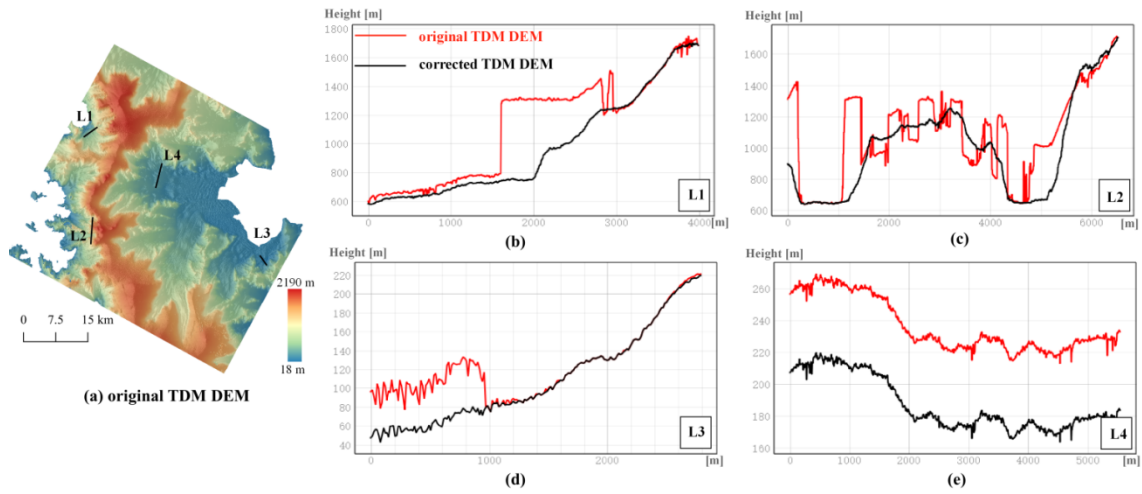 L1
L4
L2
L3
0 7.5 15 km
2190 m
18 m
(a) original TDM DEM
Height [m]
1800
1600
1400
1200
1000
800
600
original TDM DEM
corrected TDM DEM
L1
0 1000 2000 3000 4000
[m]
(b)
Height [m]
1600
1400
1200
1000
800
600
L2
0 2000 4000 6000
[m]
(c)
Height [m]
220
200
180
160
140
120
100
80
60
40
L3
0 1000 2000
[m]
(d)
Height [m]
260
240
220
200
180
160
L4
0 1000 2000 3000 4000 5000
[m]
(e)